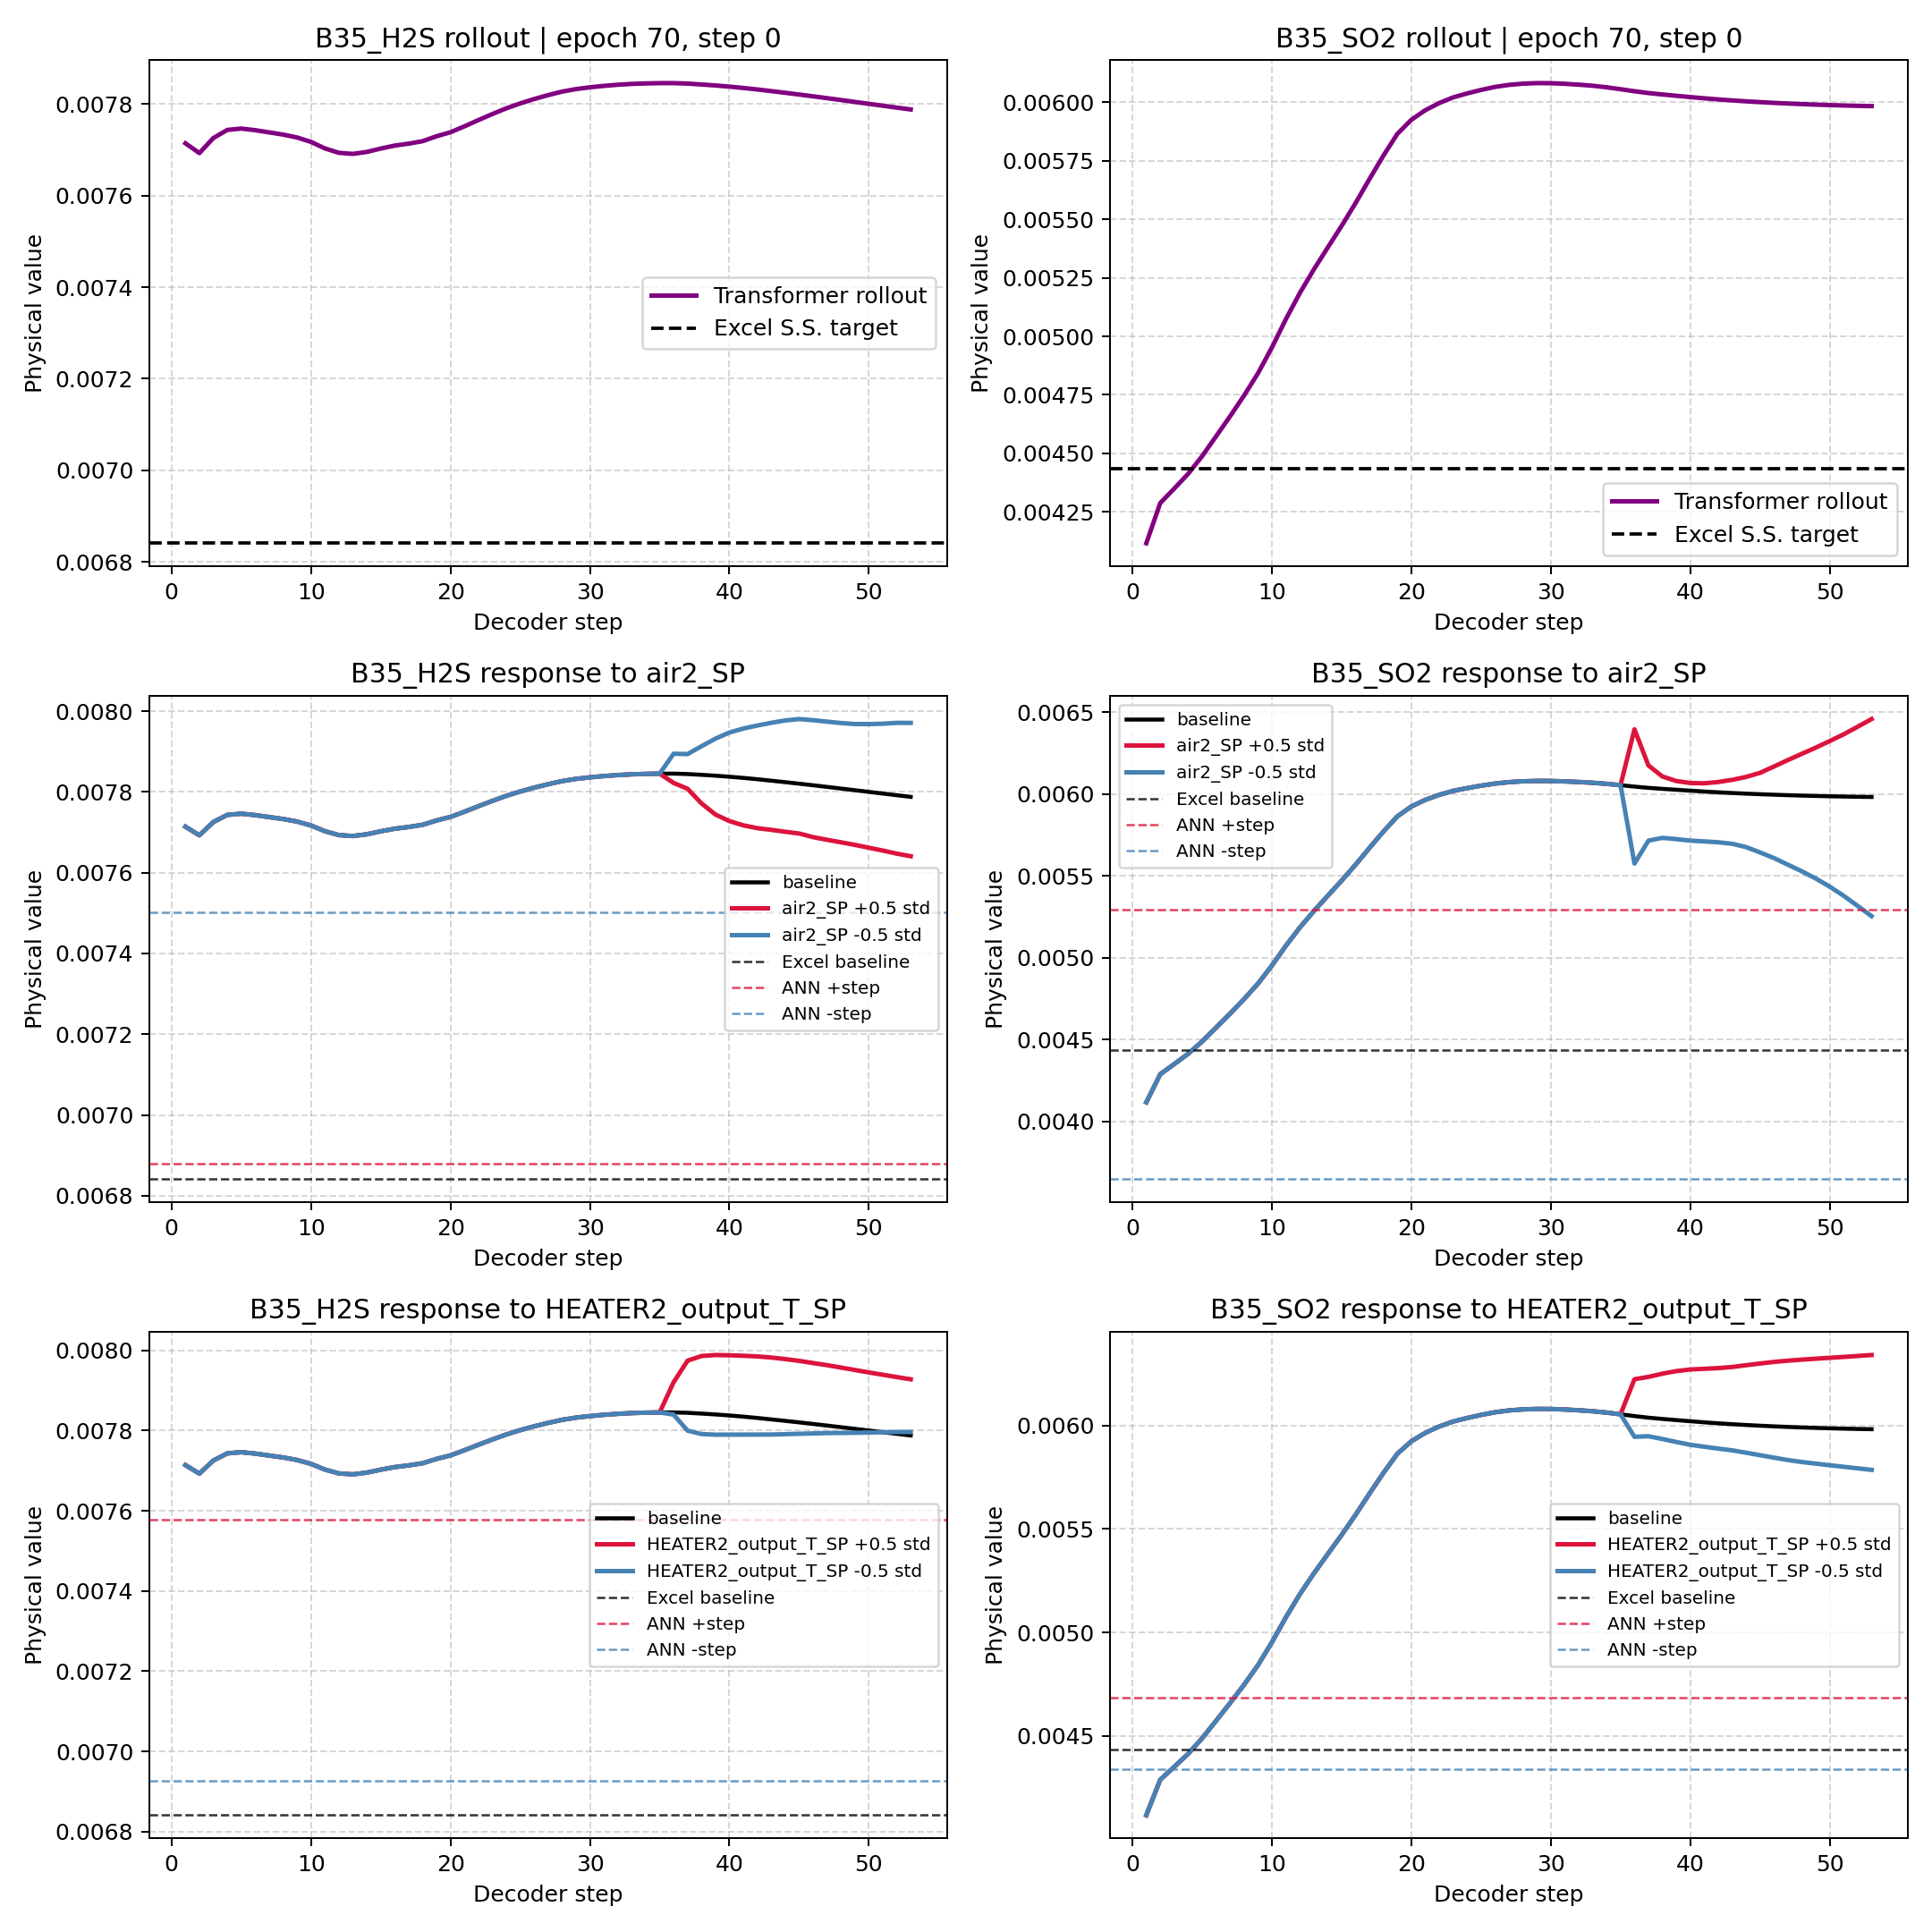 B35_H2S rollout | epoch 70, step 0
Physical value
0.0078
0.0076
0.0074
0.0072
0.0070
0.0068
Transformer rollout
Excel S.S. target
0 10 20 30 40 50
Decoder step
B35_SO2 rollout | epoch 70, step 0
Physical value
0.00600
0.00575
0.00550
0.00525
0.00500
0.00475
0.00450
0.00425
Transformer rollout
Excel S.S. target
0 10 20 30 40 50
Decoder step
B35_H2S response to air2_SP
Physical value
0.0080
0.0078
0.0076
0.0074
0.0072
0.0070
0.0068
baseline
air2_SP +0.5 std
air2_SP -0.5 std
Excel baseline
ANN +step
ANN -step
0 10 20 30 40 50
Decoder step
B35_SO2 response to air2_SP
Physical value
0.0065
0.0060
0.0055
0.0050
0.0045
0.0040
baseline
air2_SP +0.5 std
air2_SP -0.5 std
Excel baseline
ANN +step
ANN -step
0 10 20 30 40 50
Decoder step
B35_H2S response to HEATER2_output_T_SP
Physical value
0.0080
0.0078
0.0076
0.0074
0.0072
0.0070
0.0068
baseline
HEATER2_output_T_SP +0.5 std
HEATER2_output_T_SP -0.5 std
Excel baseline
ANN +step
ANN -step
0 10 20 30 40 50
Decoder step
B35_SO2 response to HEATER2_output_T_SP
Physical value
0.0060
0.0055
0.0050
0.0045
baseline
HEATER2_output_T_SP +0.5 std
HEATER2_output_T_SP -0.5 std
Excel baseline
ANN +step
ANN -step
0 10 20 30 40 50
Decoder step